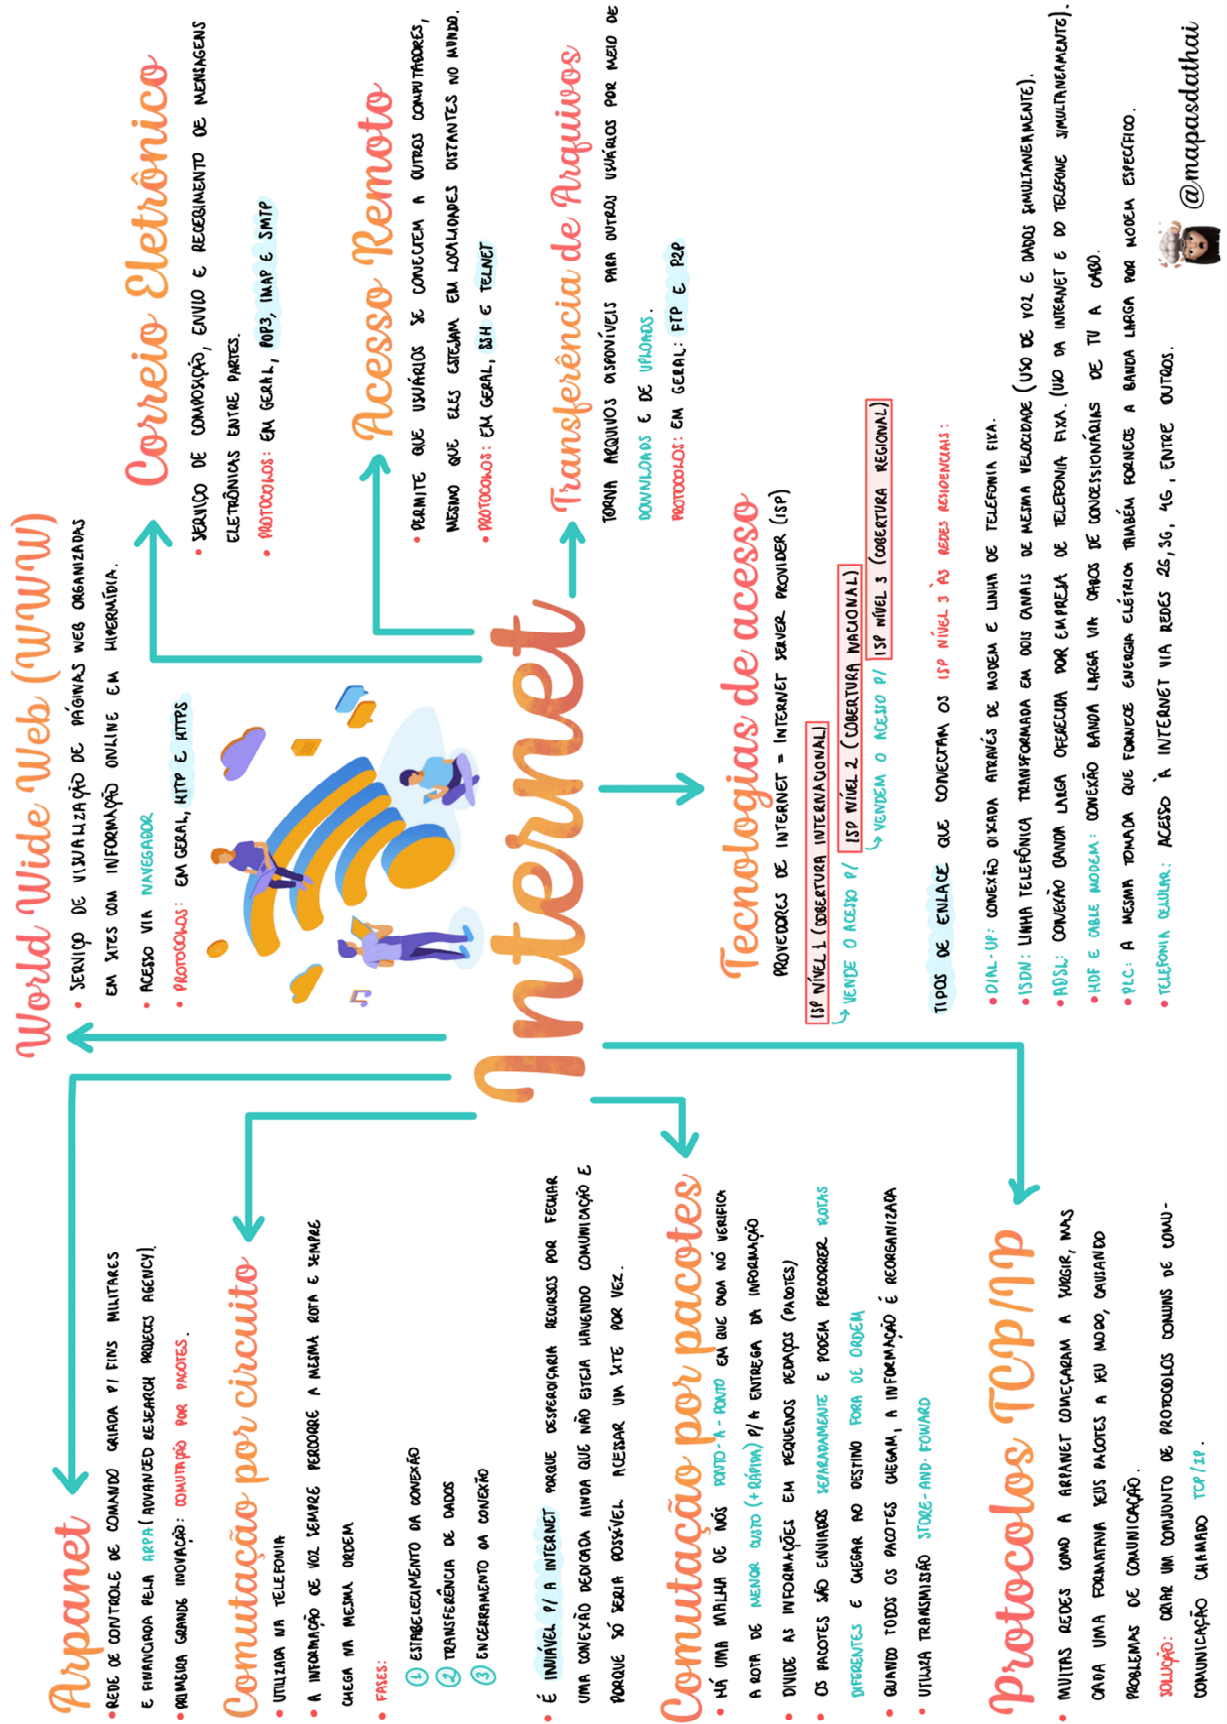 Internet
Arpanet
• REDE DE CONTROLE DE COMANDO CRIADA P/ FINS MILITARES
E FINANCIADA PELA ARPA (ADVANCED RESEARCH PROJECTS AGENCY).
• PRIMEIRA GRANDE INOVAÇÃO: COMUTAÇÃO POR PACOTES.
Comutação por circuito
• UTILIZADA NA TELEFONIA
• A INFORMAÇÃO DE VOZ SEMPRE PERCORRE A MESMA ROTA E SEMPRE
CHEGA NA MESMA ORDEM
• FASES:
1 ESTABELECIMENTO DA CONEXÃO
2 TRANSFERÊNCIA DE DADOS
3 ENCERRAMENTO DA CONEXÃO
• É INVIÁVEL P/ A INTERNET PORQUE DESPERDIÇARIA RECURSOS POR FECHAR
UMA CONEXÃO DEDICADA AINDA QUE NÃO ESTEJA HAVENDO COMUNICAÇÃO E
PORQUE SÓ SERIA POSSÍVEL ACESSAR UM SITE POR VEZ.
Comutação por pacotes
• HÁ UMA MALHA DE NÓS PONTO-A-PONTO EM QUE CADA NÓ VERIFICA
A ROTA DE MENOR CUSTO (+ RÁPIDA) P/ A ENTREGA DA INFORMAÇÃO
• DIVIDE AS INFORMAÇÕES EM PEQUENOS PEDAÇOS (PACOTES)
• OS PACOTES SÃO ENVIADOS SEPARADAMENTE E PODEM PERCORRER ROTAS
DIFERENTES E CHEGAR AO DESTINO FORA DE ORDEM
• QUANDO TODOS OS PACOTES CHEGAM, A INFORMAÇÃO É REORGANIZADA
• UTILIZA TRANSMISSÃO STORE-AND-FOWARD
Protocolos TCP/IP
• MUITAS REDES COMO A ARPANET COMEÇARAM A SURGIR, MAS
CADA UMA FORMATAVA SEUS PACOTES A SEU MODO, CAUSANDO
PROBLEMAS DE COMUNICAÇÃO.
SOLUÇÃO: CRIAR UM CONJUNTO DE PROTOCOLOS COMUNS DE COMU-
COMUNICAÇÃO CHAMADO TCP/IP.
World Wide Web (WWW)
• SERVIÇO DE VISUALIZAÇÃO DE PÁGINAS WEB ORGANIZADAS
EM SITES COM INFORMAÇÃO ONLINE EM HIPERMÍDIA.
• ACESSO VIA NAVEGADOR
• PROTOCOLOS: EM GERAL, HTTP E HTTPS
Correio Eletrônico
• SERVIÇO DE COMPOSIÇÃO, ENVIO E RECEBIMENTO DE MENSAGENS
ELETRÔNICAS ENTRE PARTES.
• PROTOCOLOS: EM GERAL, POP3, IMAP E SMTP
Acesso Remoto
• PERMITE QUE USUÁRIOS SE CONECTEM A OUTROS COMPUTADORES,
MESMO QUE ELES ESTEJAM EM LOCALIDADES DISTANTES NO MUNDO.
• PROTOCOLOS: EM GERAL, SSH E TELNET
Transferência de Arquivos
TORNA ARQUIVOS DISPONÍVEIS PARA OUTROS USUÁRIOS POR MEIO DE
DOWNLOADS E DE UPLOADS.
PROTOCOLOS: EM GERAL: FTP E P2P
Tecnologias de acesso
PROVEDORES DE INTERNET = INTERNET SERVER PROVIDER (ISP)
ISP NÍVEL 1 (COBERTURA INTERNACIONAL)
VENDE O ACESSO P/ ISP NÍVEL 2 (COBERTURA NACIONAL)
VENDEM O ACESSO P/ ISP NÍVEL 3 (COBERTURA REGIONAL)
TIPOS DE ENLACE QUE CONECTAM OS ISP NÍVEL 3 ÀS REDES RESIDENCIAIS:
• DIAL-UP: CONEXÃO DISCADA ATRAVÉS DE MODEM E LINHA DE TELEFONIA FIXA.
• ISDN: LINHA TELEFÔNICA TRANSFORMADA EM DOIS CANAIS DE MESMA VELOCIDADE (USO DE VOZ E DADOS SIMULTANEAMENTE).
• ADSL: CONEXÃO BANDA LARGA OFERECIDA POR EMPRESA DE TELEFONIA FIXA. (USO DA INTERNET E DO TELEFONE SIMULTANEAMENTE).
• HDF E CABLE MODEM: CONEXÃO BANDA LARGA VIA CABOS DE CONCESSIONÁRIAS DE TV A CABO.
• PLC: A MESMA TOMADA QUE FORNECE ENERGIA ELÉTRICA TAMBÉM FORNECE A BANDA LARGA POR MODEM ESPECÍFICO.
• TELEFONIA CELULAR: ACESSO À INTERNET VIA REDES 2G, 3G, 4G, ENTRE OUTROS.
@mapasdathai